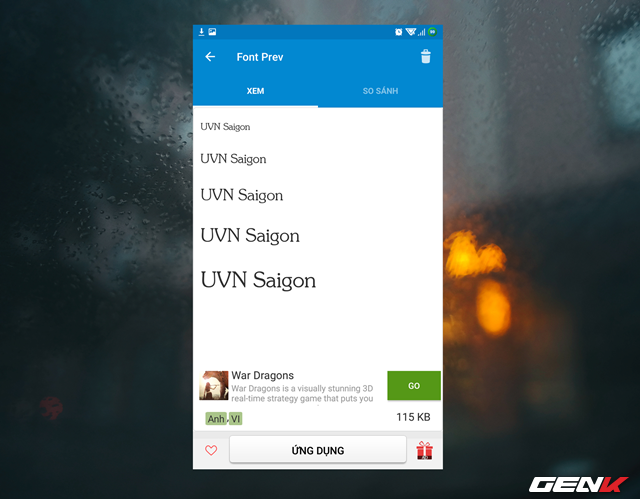 Font Prev
XEM
SO SÁNH
UVN Saigon
UVN Saigon
UVN Saigon
UVN Saigon
UVN Saigon
War Dragons
War Dragons is a visually stunning 3D
real-time strategy game that puts you
GO
Anh, VI
115 KB
ỨNG DỤNG
GENK